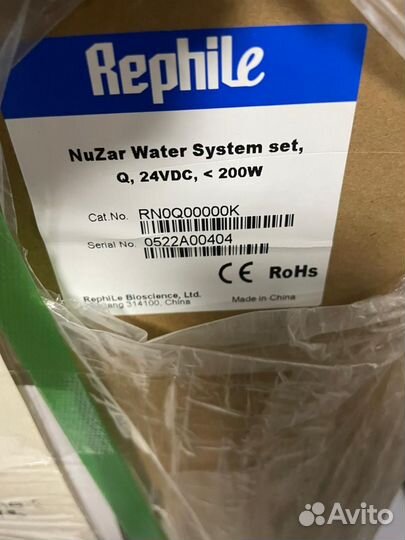 RephiLe
NuZar Water System set,
Q, 24VDC, < 200W
Cat.No. RN0Q00000K
Serial No. 0522A00404
CE RoHs
RephiLe Bioscience, Ltd.
314100, China
Made in China
Avito